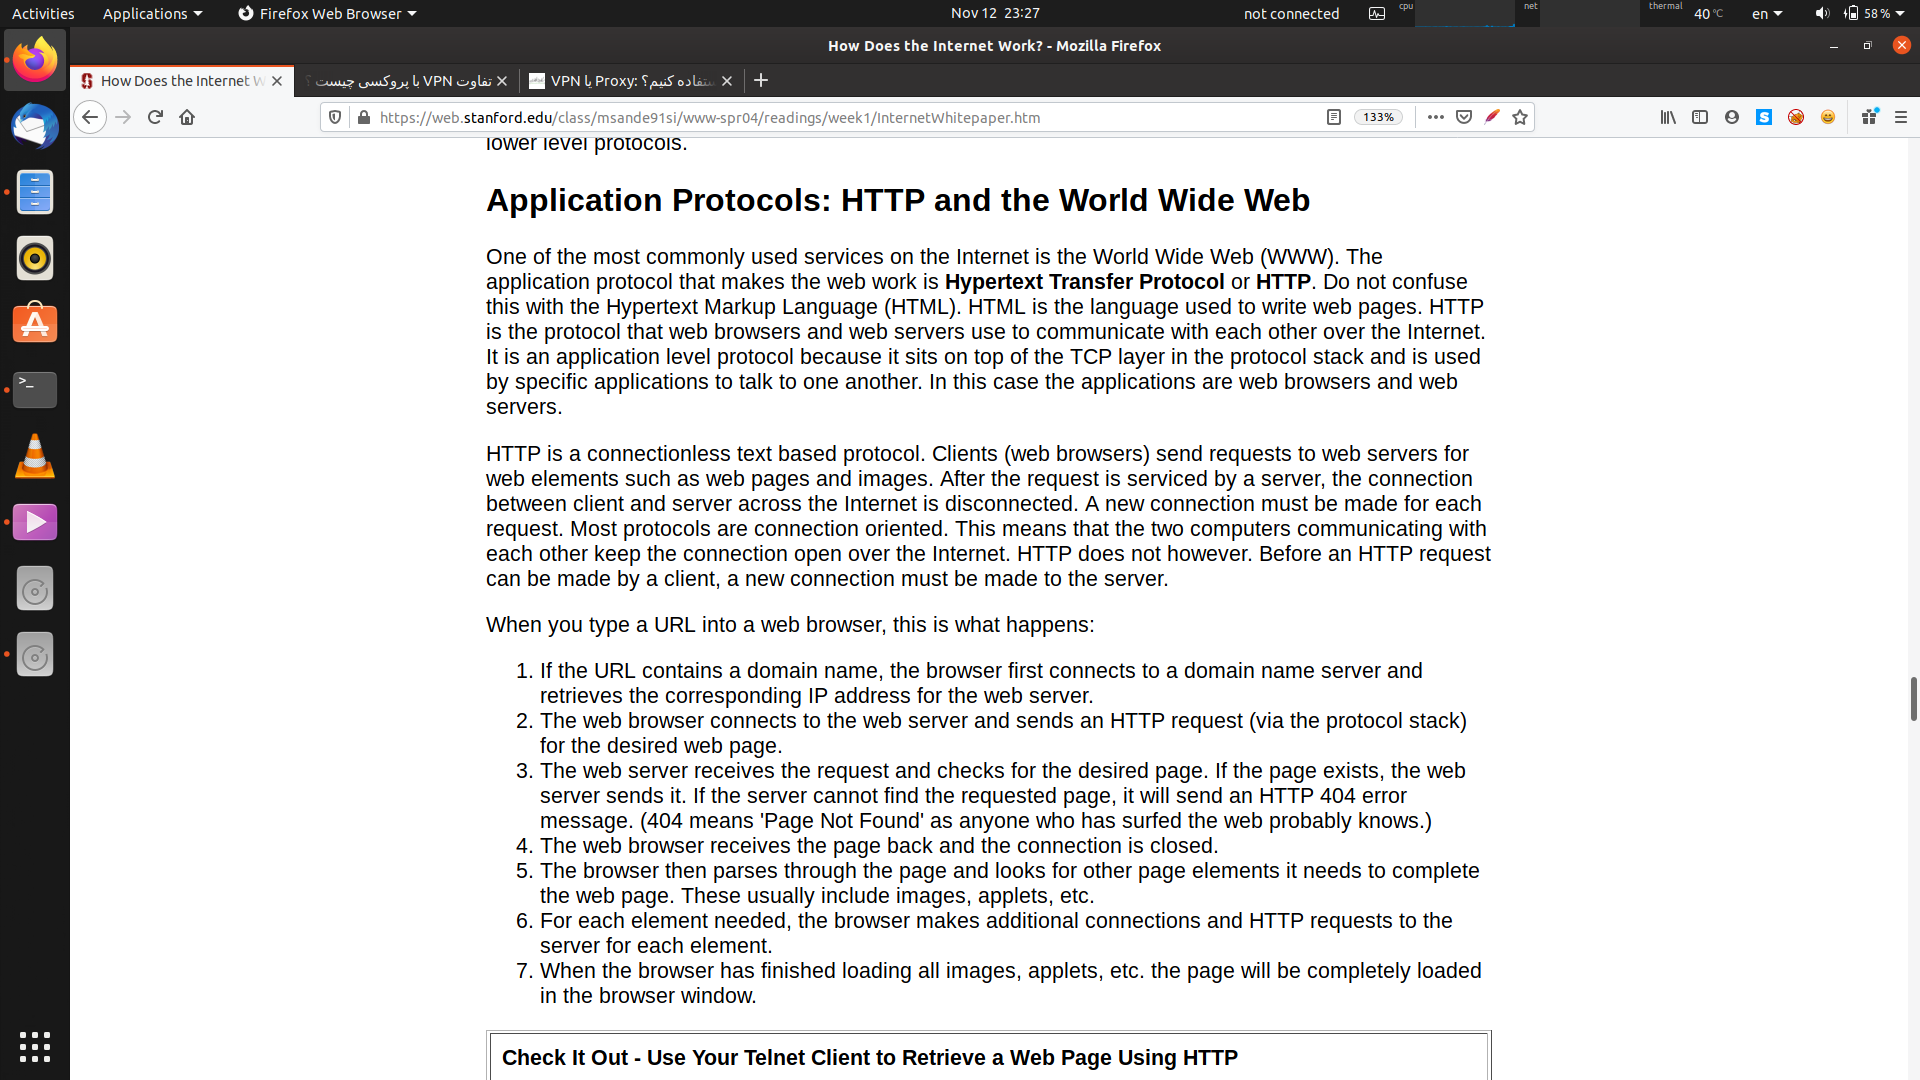 Activities Applications Firefox Web Browser Nov 12 23:27 not connected cpu net thermal 40 °C en 58 %
How Does the Internet Work? - Mozilla Firefox
How Does the Internet W تفاوت VPN با پروکسی چیست ؟ VPN یا Proxy: کنیم؟
https://web.stanford.edu/class/msande91si/www-spr04/readings/week1/InternetWhitepaper.htm 133%
lower level protocols.
Application Protocols: HTTP and the World Wide Web
One of the most commonly used services on the Internet is the World Wide Web (WWW). The
application protocol that makes the web work is Hypertext Transfer Protocol or HTTP. Do not confuse
this with the Hypertext Markup Language (HTML). HTML is the language used to write web pages. HTTP
is the protocol that web browsers and web servers use to communicate with each other over the Internet.
It is an application level protocol because it sits on top of the TCP layer in the protocol stack and is used
by specific applications to talk to one another. In this case the applications are web browsers and web
servers.
HTTP is a connectionless text based protocol. Clients (web browsers) send requests to web servers for
web elements such as web pages and images. After the request is serviced by a server, the connection
between client and server across the Internet is disconnected. A new connection must be made for each
request. Most protocols are connection oriented. This means that the two computers communicating with
each other keep the connection open over the Internet. HTTP does not however. Before an HTTP request
can be made by a client, a new connection must be made to the server.
When you type a URL into a web browser, this is what happens:
1. If the URL contains a domain name, the browser first connects to a domain name server and
retrieves the corresponding IP address for the web server.
2. The web browser connects to the web server and sends an HTTP request (via the protocol stack)
for the desired web page.
3. The web server receives the request and checks for the desired page. If the page exists, the web
server sends it. If the server cannot find the requested page, it will send an HTTP 404 error
message. (404 means 'Page Not Found' as anyone who has surfed the web probably knows.)
4. The web browser receives the page back and the connection is closed.
5. The browser then parses through the page and looks for other page elements it needs to complete
the web page. These usually include images, applets, etc.
6. For each element needed, the browser makes additional connections and HTTP requests to the
server for each element.
7. When the browser has finished loading all images, applets, etc. the page will be completely loaded
in the browser window.
Check It Out - Use Your Telnet Client to Retrieve a Web Page Using HTTP